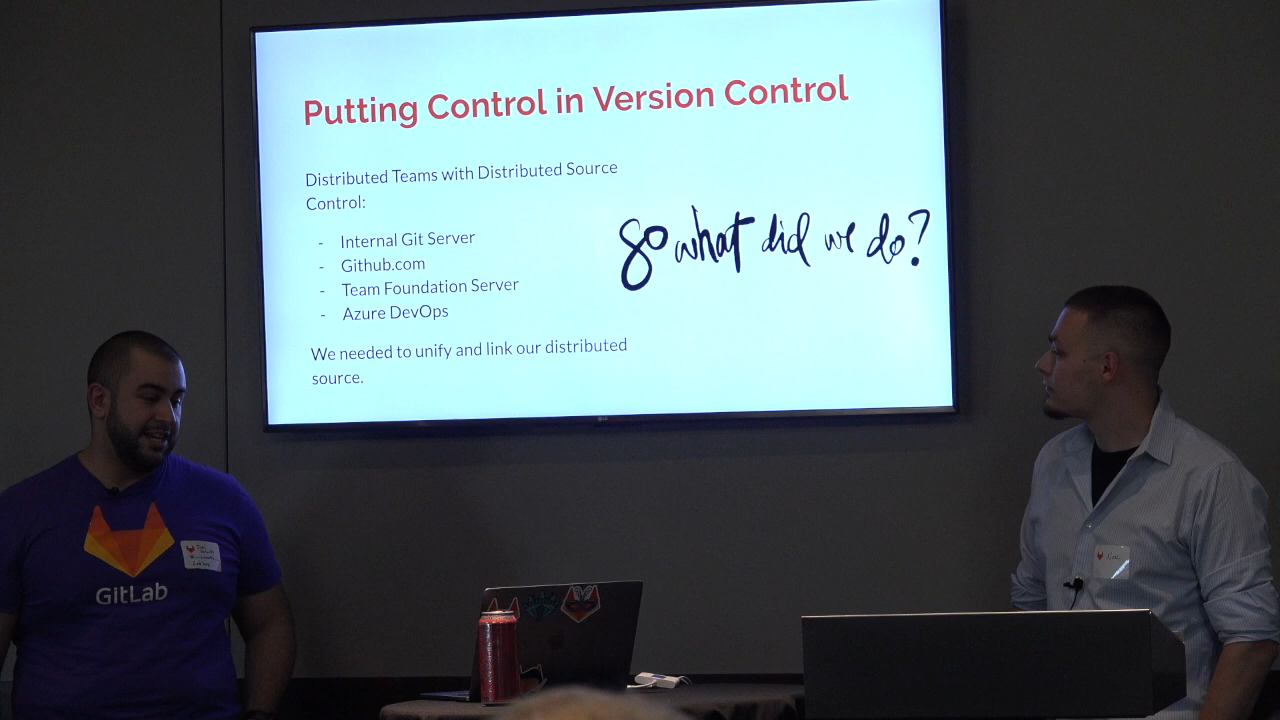 Putting Control in Version Control
Distributed Teams with Distributed Source
Control:
- Internal Git Server
- Github.com
- Team Foundation Server
- Azure DevOps
We needed to unify and link our distributed
source.
So what did we do?
LG
GitLab